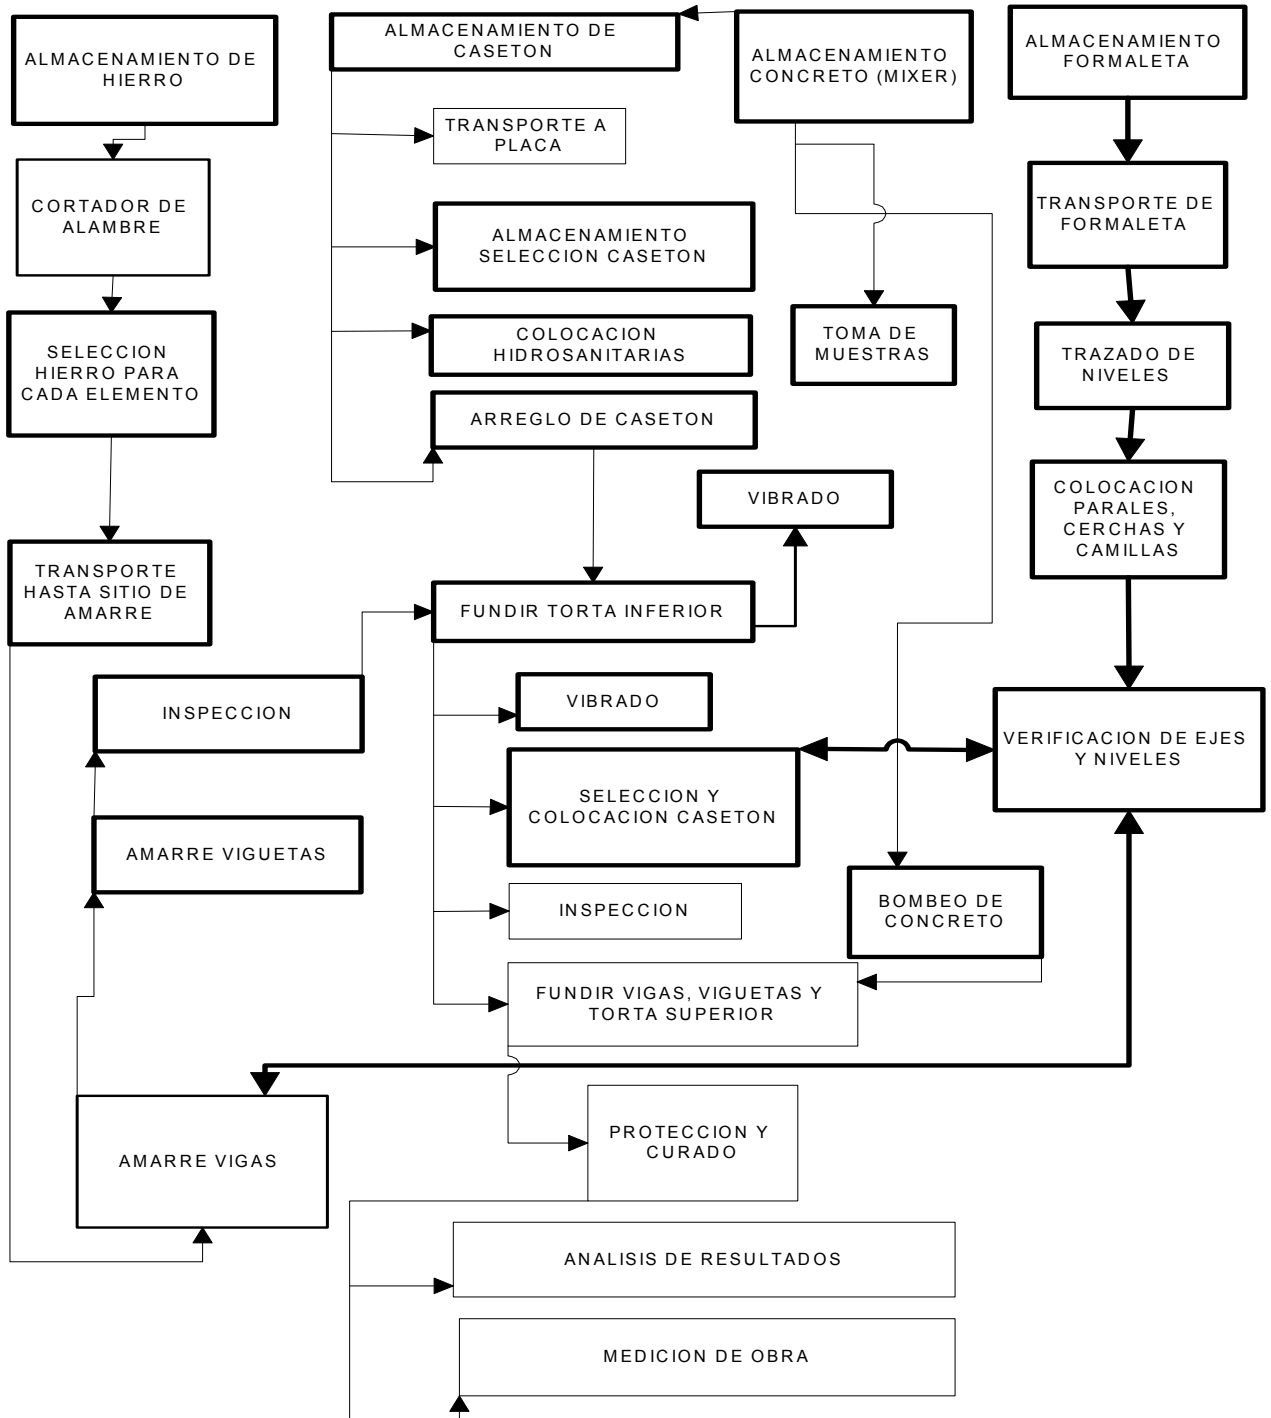 ALMACENAMIENTO DE
HIERRO
ALMACENAMIENTO DE
CASETON
ALMACENAMIENTO
CONCRETO (MIXER)
ALMACENAMIENTO
FORMALETA
TRANSPORTE A
PLACA
CORTADOR DE
ALAMBRE
ALMACENAMIENTO
SELECCION CASETON
TRANSPORTE DE
FORMALETA
SELECCION
HIERRO PARA
CADA ELEMENTO
COLOCACION
HIDROSANITARIAS
TOMA DE
MUESTRAS
TRAZADO DE
NIVELES
ARREGLO DE CASETON
VIBRADO
COLOCACION
PARALES,
CERCHAS Y
CAMILLAS
TRANSPORTE
HASTA SITIO DE
AMARRE
FUNDIR TORTA INFERIOR
INSPECCION
VIBRADO
VERIFICACION DE EJES
Y NIVELES
SELECCION Y
COLOCACION CASETON
AMARRE VIGUETAS
INSPECCION
BOMBEO DE
CONCRETO
FUNDIR VIGAS, VIGUETAS Y
TORTA SUPERIOR
AMARRE VIGAS
PROTECCION Y
CURADO
ANALISIS DE RESULTADOS
MEDICION DE OBRA